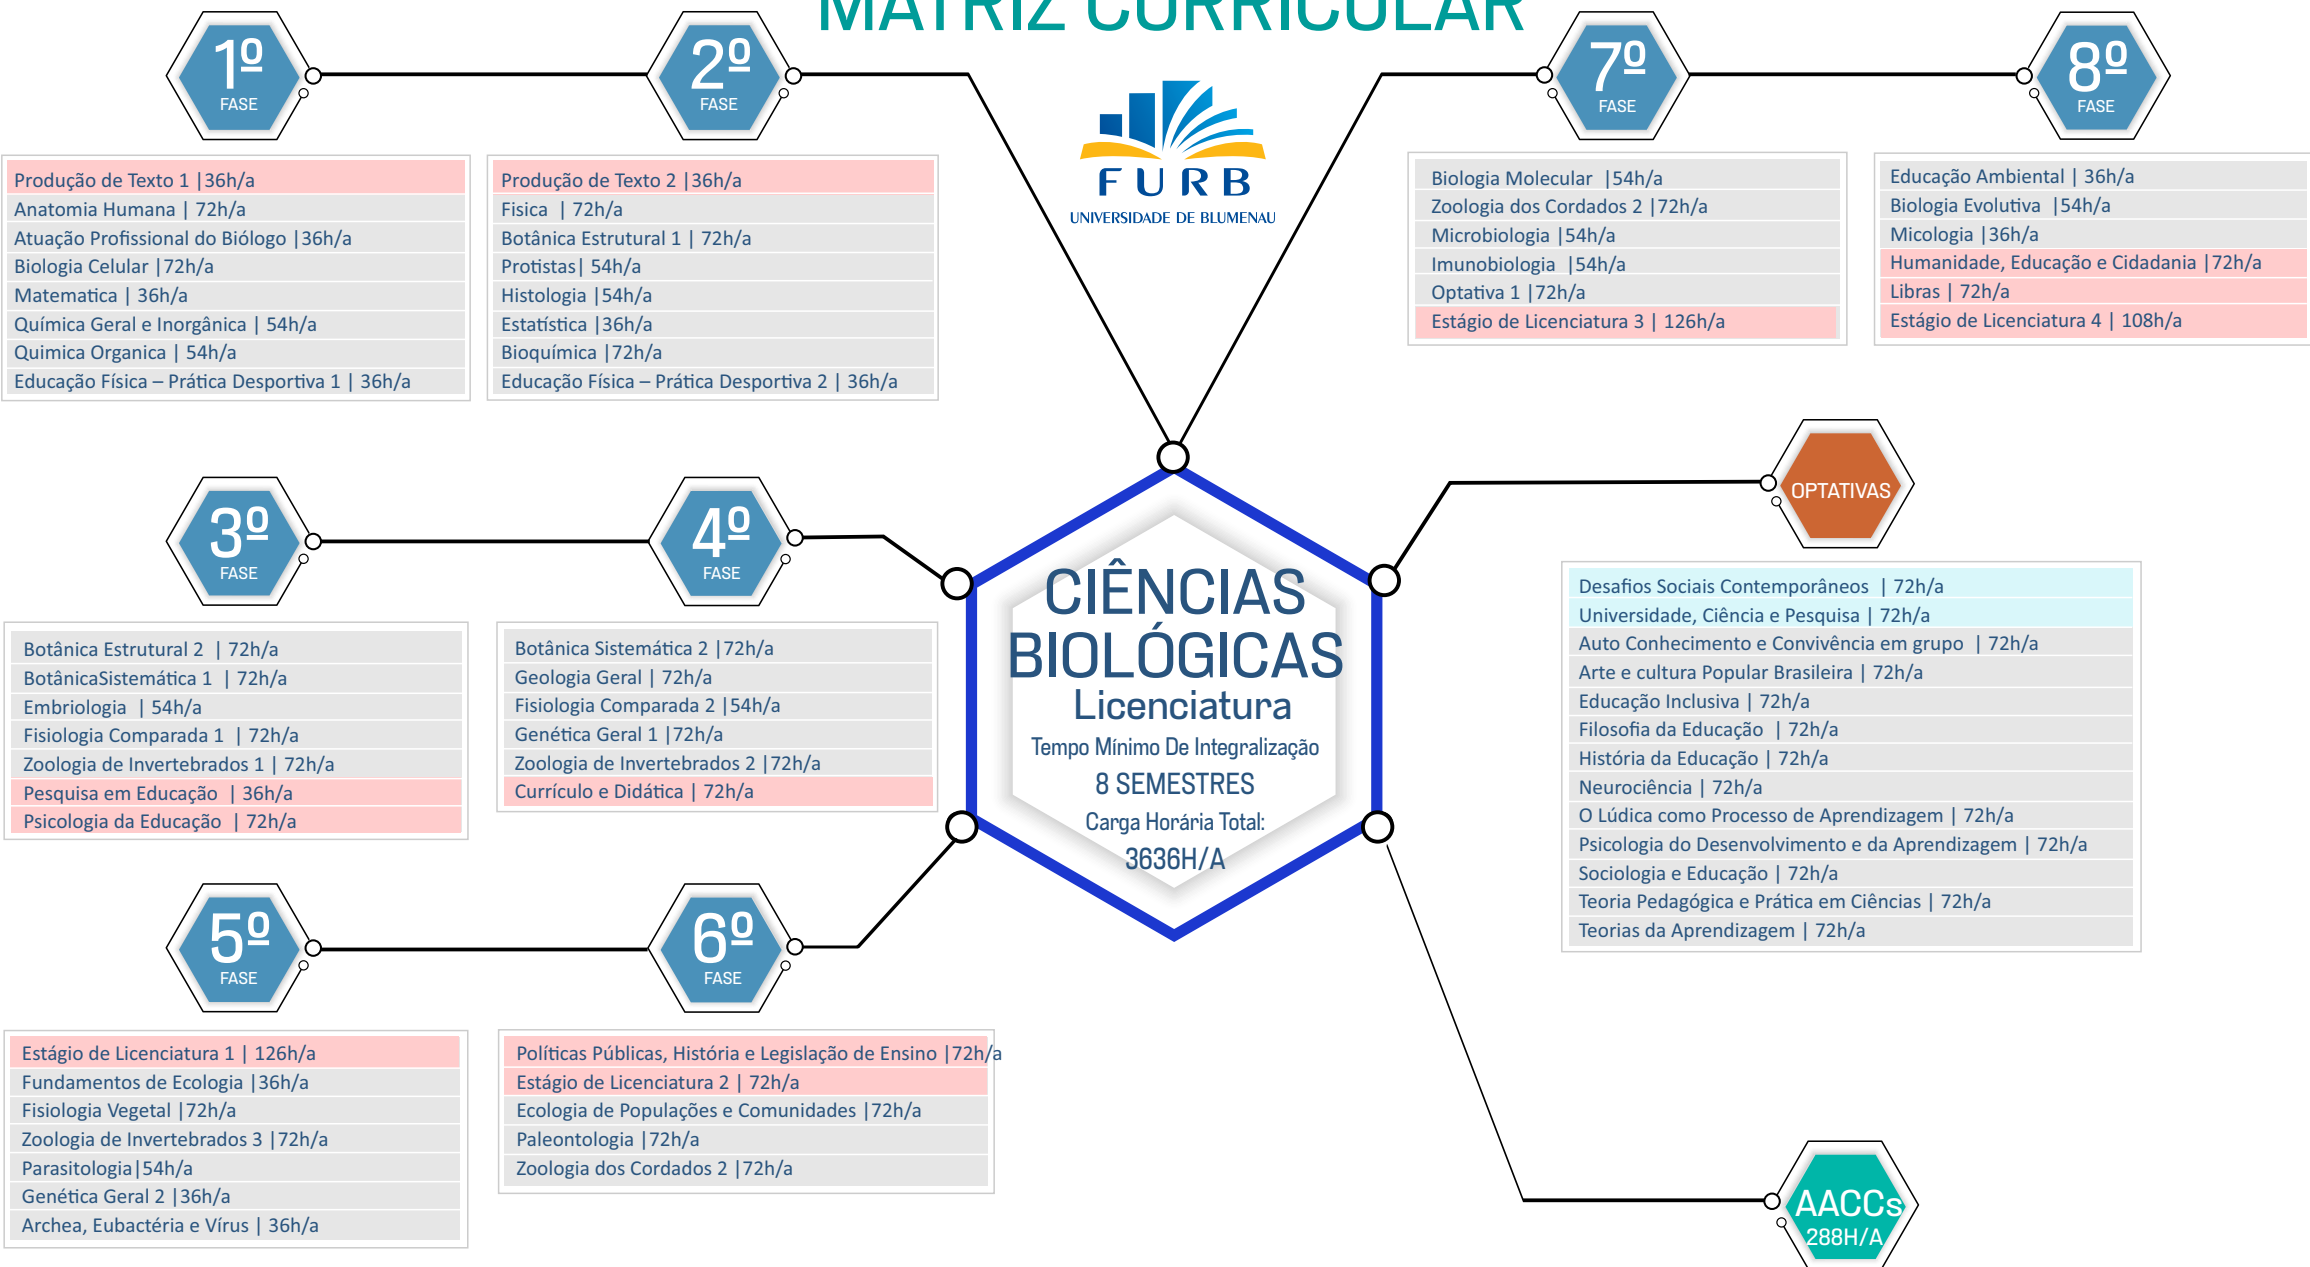 MATRIZ CURRICULAR
1º
FASE
Produção de Texto 1 |36h/a
Anatomia Humana | 72h/a
Atuação Profissional do Biólogo |36h/a
Biologia Celular |72h/a
Matematica | 36h/a
Química Geral e Inorgânica | 54h/a
Quimica Organica | 54h/a
Educação Física – Prática Desportiva 1 | 36h/a
2º
FASE
Produção de Texto 2 |36h/a
Fisica | 72h/a
Botânica Estrutural 1 | 72h/a
Protistas| 54h/a
Histologia |54h/a
Estatística |36h/a
Bioquímica |72h/a
Educação Física – Prática Desportiva 2 | 36h/a
FURB
UNIVERSIDADE DE BLUMENAU
7º
FASE
Biologia Molecular |54h/a
Zoologia dos Cordados 2 |72h/a
Microbiologia |54h/a
Imunobiologia |54h/a
Optativa 1 |72h/a
Estágio de Licenciatura 3 | 126h/a
8º
FASE
Educação Ambiental | 36h/a
Biologia Evolutiva |54h/a
Micologia |36h/a
Humanidade, Educação e Cidadania |72h/a
Libras | 72h/a
Estágio de Licenciatura 4 | 108h/a
3º
FASE
Botânica Estrutural 2 | 72h/a
BotânicaSistemática 1 | 72h/a
Embriologia | 54h/a
Fisiologia Comparada 1 | 72h/a
Zoologia de Invertebrados 1 | 72h/a
Pesquisa em Educação | 36h/a
Psicologia da Educação | 72h/a
4º
FASE
Botânica Sistemática 2 |72h/a
Geologia Geral | 72h/a
Fisiologia Comparada 2 |54h/a
Genética Geral 1 |72h/a
Zoologia de Invertebrados 2 |72h/a
Currículo e Didática | 72h/a
CIÊNCIAS
BIOLÓGICAS
Licenciatura
Tempo Mínimo De Integralização
8 SEMESTRES
Carga Horária Total:
3636H/A
OPTATIVAS
Desafios Sociais Contemporâneos | 72h/a
Universidade, Ciência e Pesquisa | 72h/a
Auto Conhecimento e Convivência em grupo | 72h/a
Arte e cultura Popular Brasileira | 72h/a
Educação Inclusiva | 72h/a
Filosofia da Educação | 72h/a
História da Educação | 72h/a
Neurociência | 72h/a
O Lúdica como Processo de Aprendizagem | 72h/a
Psicologia do Desenvolvimento e da Aprendizagem | 72h/a
Sociologia e Educação | 72h/a
Teoria Pedagógica e Prática em Ciências | 72h/a
Teorias da Aprendizagem | 72h/a
5º
FASE
Estágio de Licenciatura 1 | 126h/a
Fundamentos de Ecologia |36h/a
Fisiologia Vegetal |72h/a
Zoologia de Invertebrados 3 |72h/a
Parasitologia|54h/a
Genética Geral 2 |36h/a
Archea, Eubactéria e Vírus | 36h/a
6º
FASE
Políticas Públicas, História e Legislação de Ensino |72h/a
Estágio de Licenciatura 2 | 72h/a
Ecologia de Populações e Comunidades |72h/a
Paleontologia |72h/a
Zoologia dos Cordados 2 |72h/a
AACCs
288H/A